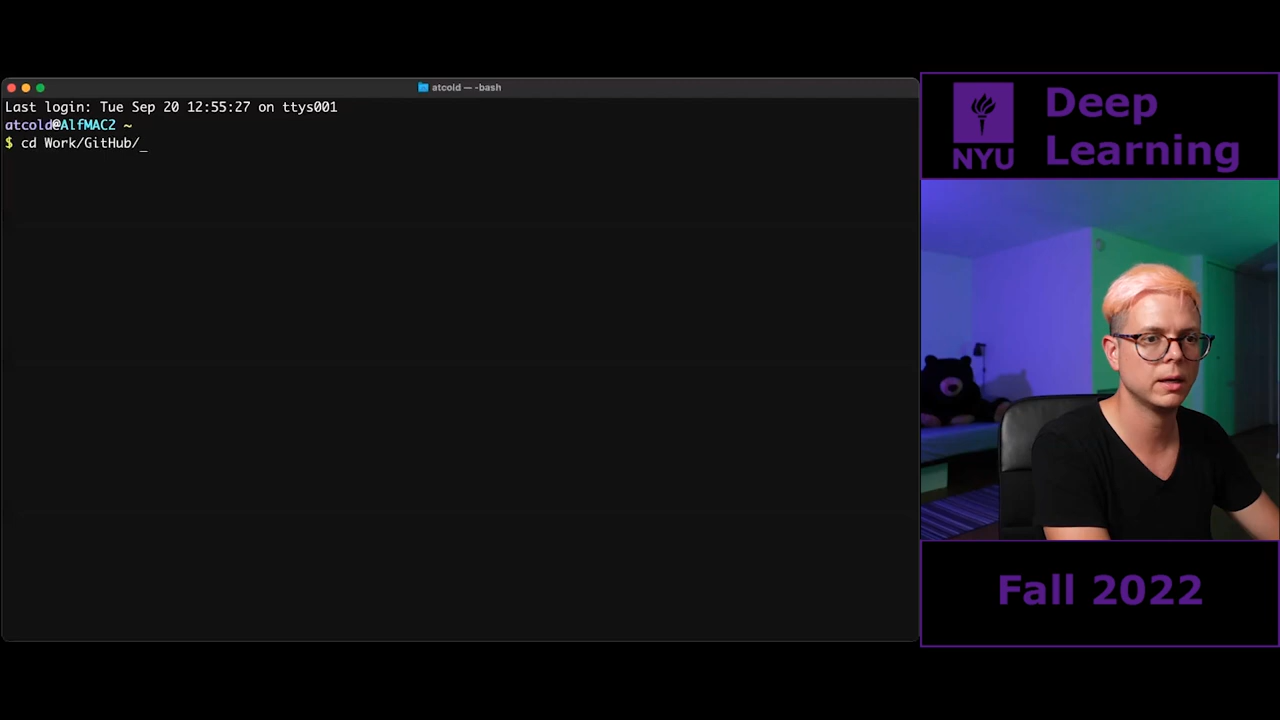 atcold — -bash
Last login: Tue Sep 20 12:55:27 on ttys001
atcold@AlfMAC2 ~
$ cd Work/GitHub/_
NYU
Deep
Learning
Fall 2022